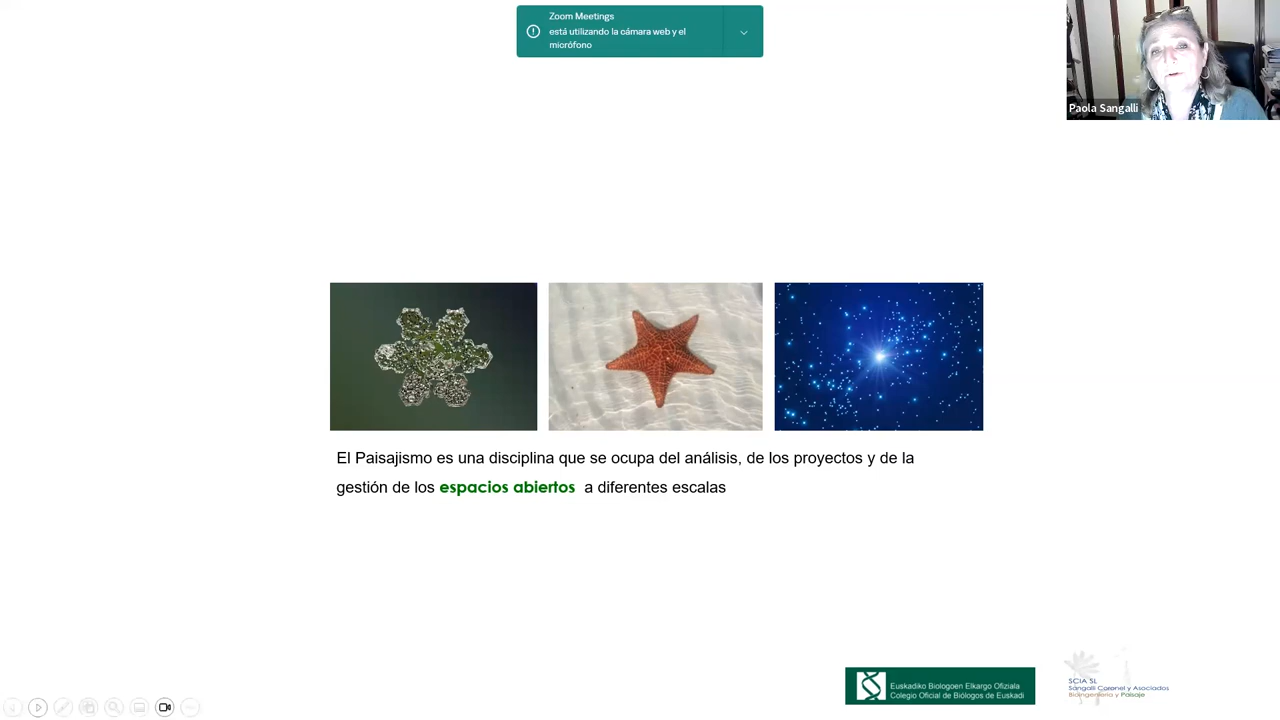 Zoom Meetings
está utilizando la cámara web y el
micrófono
Paola Sangalli
El Paisajismo es una disciplina que se ocupa del análisis, de los proyectos y de la
gestión de los espacios abiertos a diferentes escalas
Euskadiko Biologoen Elkargo Ofiziala
Colegio Oficial de Biólogos de Euskadi
SCIA SL
Sangalli Coronel y Asociados
Bioingeniería y Paisaje